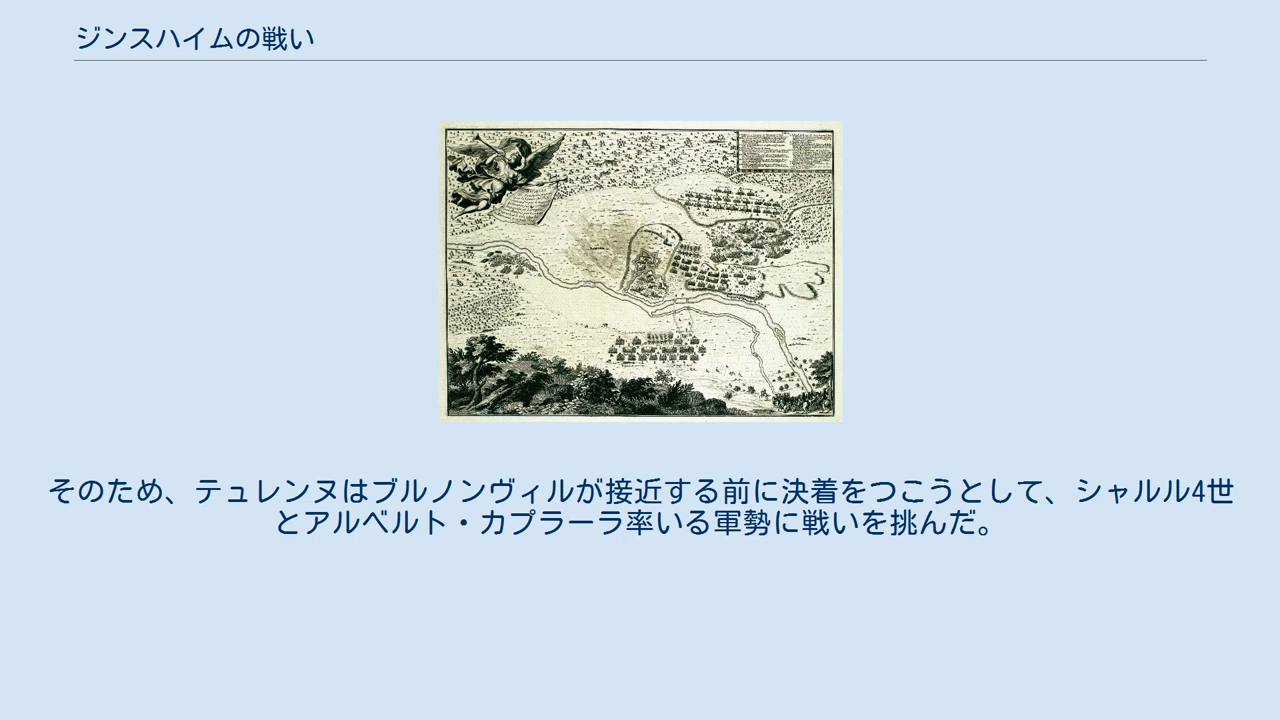 ジンスハイムの戦い
そのため、テュレンヌはブルノンヴィルが接近する前に決着をつこうとして、シャルル4世
とアルベルト・カプラーラ率いる軍勢に戦いを挑んだ。